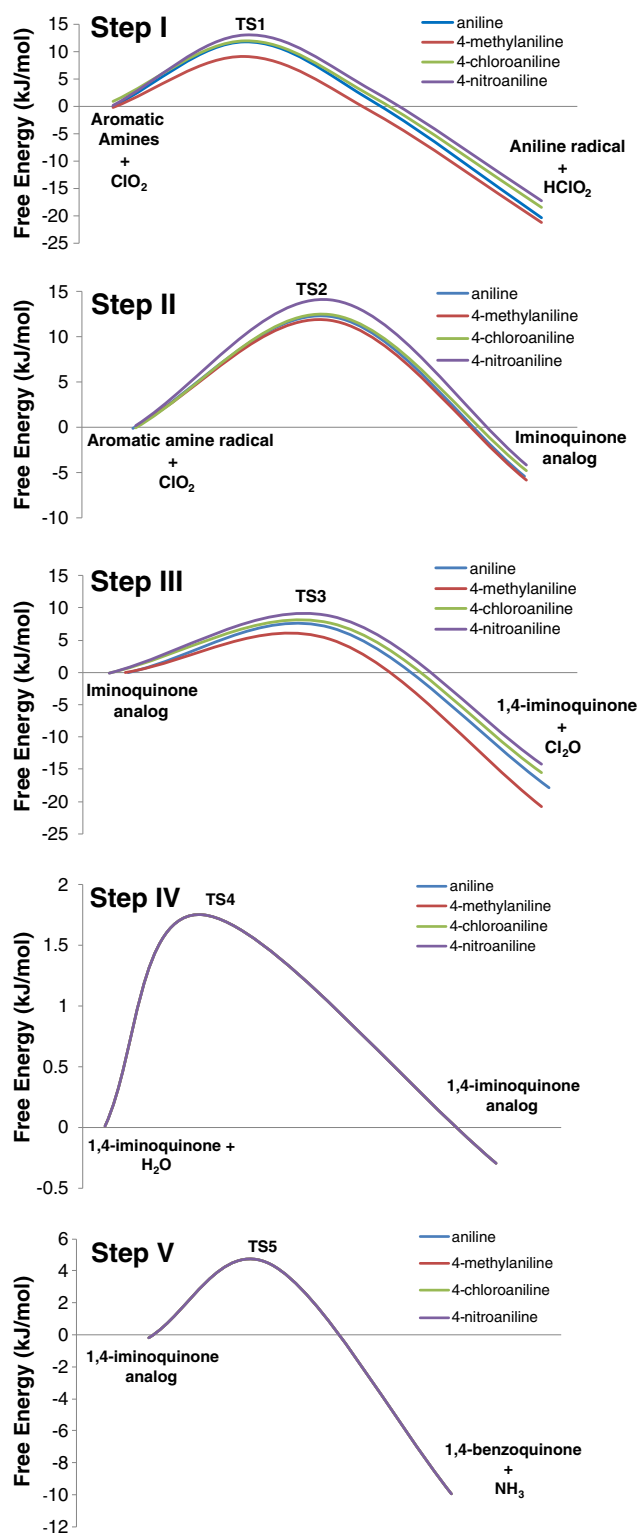 Step I
TS1
aniline
4-methylaniline
4-chloroaniline
4-nitroaniline
Free Energy (kJ/mol)
15
10
5
0
-5
-10
-15
-20
-25
Aromatic
Amines
+
ClO₂
Aniline radical
+
HClO₂
Step II
TS2
aniline
4-methylaniline
4-chloroaniline
4-nitroaniline
Free Energy (kJ/mol)
15
10
5
0
-5
-10
Aromatic amine radical
+
ClO₂
Iminoquinone
analog
Step III
TS3
aniline
4-methylaniline
4-chloroaniline
4-nitroaniline
Free Energy (kJ/mol)
15
10
5
0
-5
-10
-15
-20
-25
Iminoquinone
analog
1,4-iminoquinone
+
Cl₂O
Step IV
TS4
aniline
4-methylaniline
4-chloroaniline
4-nitroaniline
Free Energy (kJ/mol)
2
1.5
1
0.5
0
-0.5
1,4-iminoquinone +
H₂O
1,4-iminoquinone
analog
Step V
TS5
aniline
4-methylaniline
4-chloroaniline
4-nitroaniline
Free Energy (kJ/mol)
6
4
2
0
-2
-4
-6
-8
-10
-12
1,4-iminoquinone
analog
1,4-benzoquinone
+
NH₃